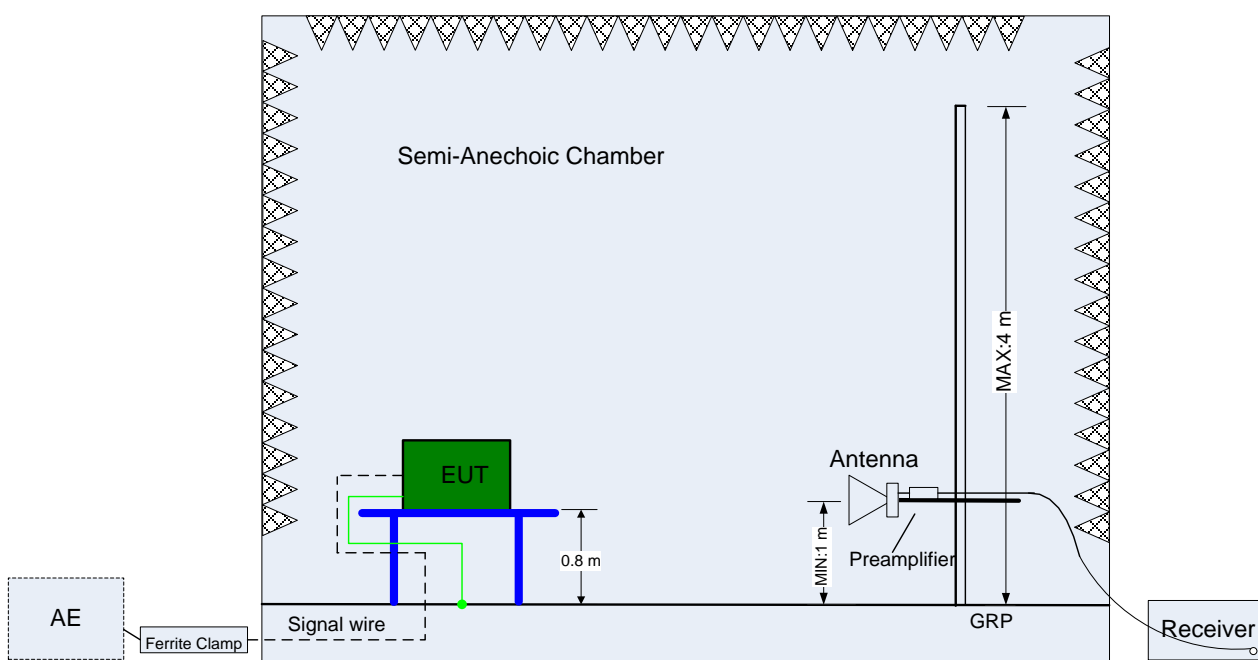 Semi-Anechoic Chamber
MAX:4 m
EUT
Antenna
0.8 m
MIN:1 m
Preamplifier
AE
Ferrite Clamp
Signal wire
GRP
Receiver